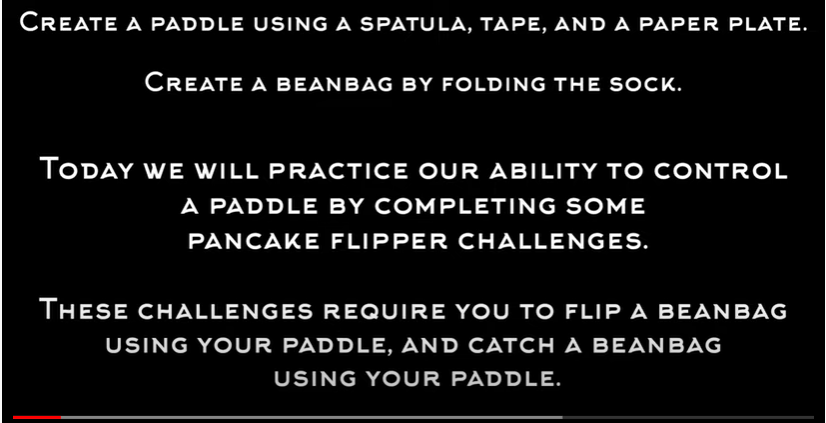 Create a paddle using a spatula, tape, and a paper plate.
Create a beanbag by folding the sock.
Today we will practice our ability to control
a paddle by completing some
pancake flipper challenges.
These challenges require you to flip a beanbag
using your paddle, and catch a beanbag
using your paddle.